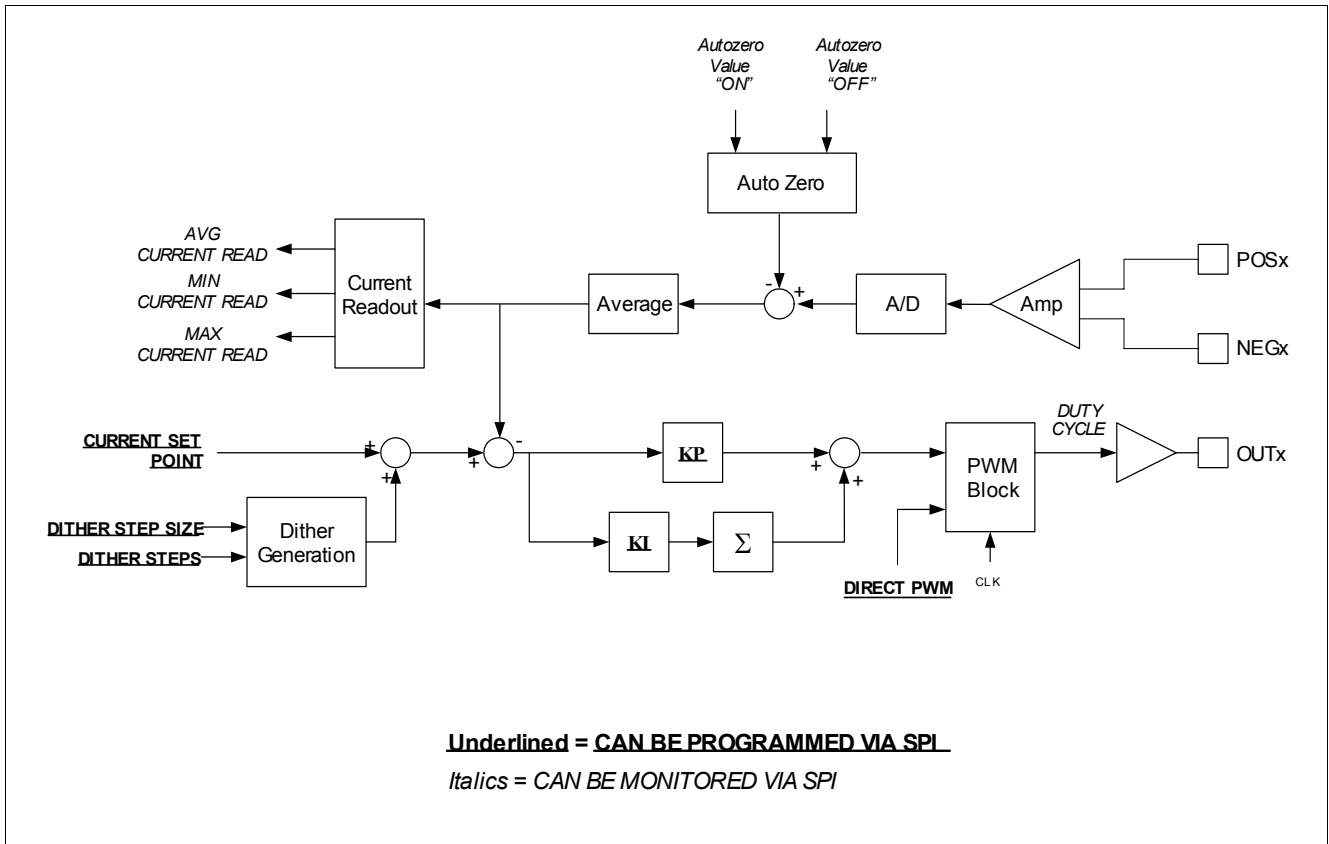 Autozero
Value
“ON”
Autozero
Value
“OFF”
Auto Zero
AVG
CURRENT READ
MIN
CURRENT READ
MAX
CURRENT READ
Current
Readout
Average
-
+
A/D
Amp
POSx
NEGx
CURRENT SET
POINT
+
+
+
-
KP
+
+
PWM
Block
DUTY
CYCLE
OUTx
DITHER STEP SIZE
DITHER STEPS
Dither
Generation
KI
Σ
DIRECT PWM
CLK
Underlined = CAN BE PROGRAMMED VIA SPI
Italics = CAN BE MONITORED VIA SPI